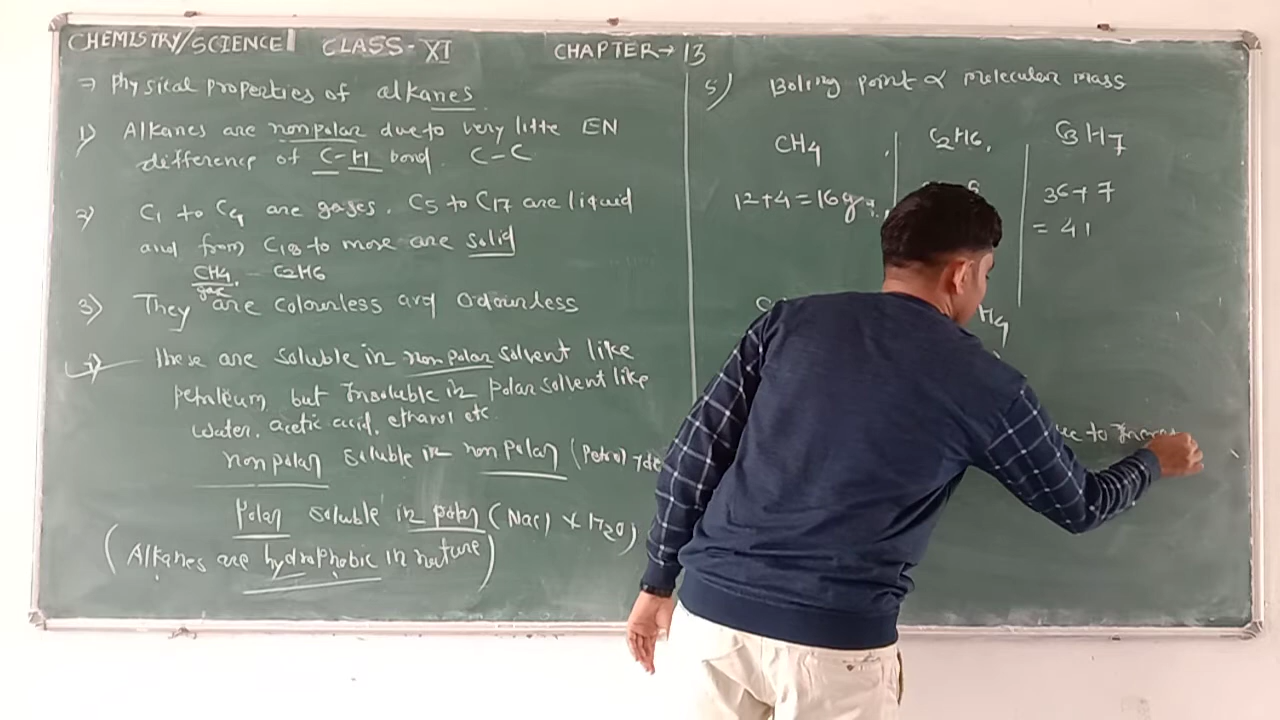 CHEMISTRY/SCIENCE CLASS-XI CHAPTER→13
⇒ Physical properties of alkanes
1) Alkanes are nonpolar due to very litte EN
difference of C-H bond. C-C
2) C1 to C4 are gases. C5 to C17 are liquid
and from C18 to more are solid
CH4 - C2H6
gas
3) They are Colourless and Odourless
4) These are soluble in non polar solvent like
petroleum, but Insoluble in polar solvent like
Water, acetic acid, ethanol etc
nonpolar soluble in non polar (Petrol
Polar soluble in polar (NaCl + H2O)
(Alkanes are hydrophobic in nature)
5) Boling point ∝ molecular mass
CH4 C2H6, C3H7
12+4=16g 36+7
= 41
to